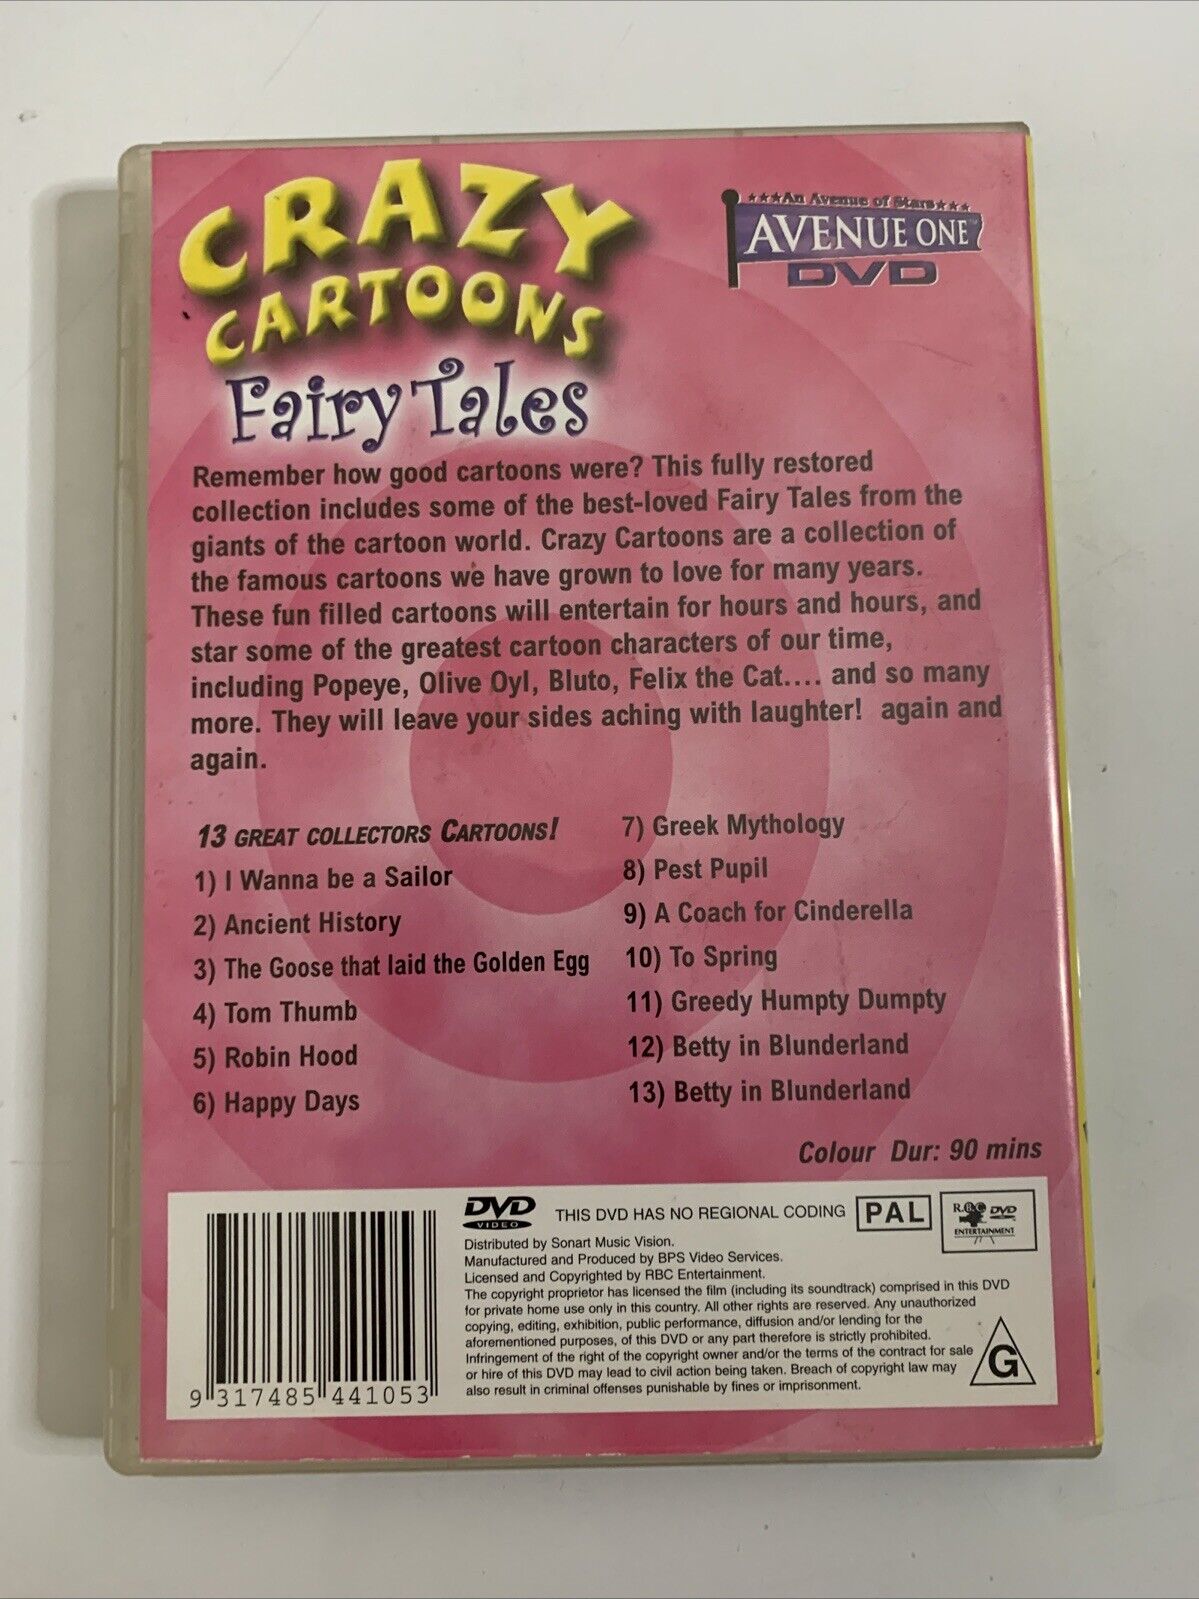 CRAZY
CARTOONS
Fairy Tales
★★★An Avenue of Stars★★★
AVENUE ONE™
DVD
Remember how good cartoons were? This fully restored
collection includes some of the best-loved Fairy Tales from the
giants of the cartoon world. Crazy Cartoons are a collection of
the famous cartoons we have grown to love for many years.
These fun filled cartoons will entertain for hours and hours, and
star some of the greatest cartoon characters of our time,
including Popeye, Olive Oyl, Bluto, Felix the Cat.... and so many
more. They will leave your sides aching with laughter! again and
again.
13 GREAT COLLECTORS CARTOONS!
1) I Wanna be a Sailor
2) Ancient History
3) The Goose that laid the Golden Egg
4) Tom Thumb
5) Robin Hood
6) Happy Days
7) Greek Mythology
8) Pest Pupil
9) A Coach for Cinderella
10) To Spring
11) Greedy Humpty Dumpty
12) Betty in Blunderland
13) Betty in Blunderland
Colour Dur: 90 mins
9 317485 441053
DVD
VIDEO
THIS DVD HAS NO REGIONAL CODING
PAL
R.B.C DVD
ENTERTAINMENT
Distributed by Sonart Music Vision.
Manufactured and Produced by BPS Video Services.
Licensed and Copyrighted by RBC Entertainment.
The copyright proprietor has licensed the film (including its soundtrack) comprised in this DVD
for private home use only in this country. All other rights are reserved. Any unauthorized
copying, editing, exhibition, public performance, diffusion and/or lending for the
aforementioned purposes, of this DVD or any part therefore is strictly prohibited.
Infringement of the right of the copyright owner and/or the terms of the contract for sale
or hire of this DVD may lead to civil action being taken. Breach of copyright law may
also result in criminal offenses punishable by fines or imprisonment.
G